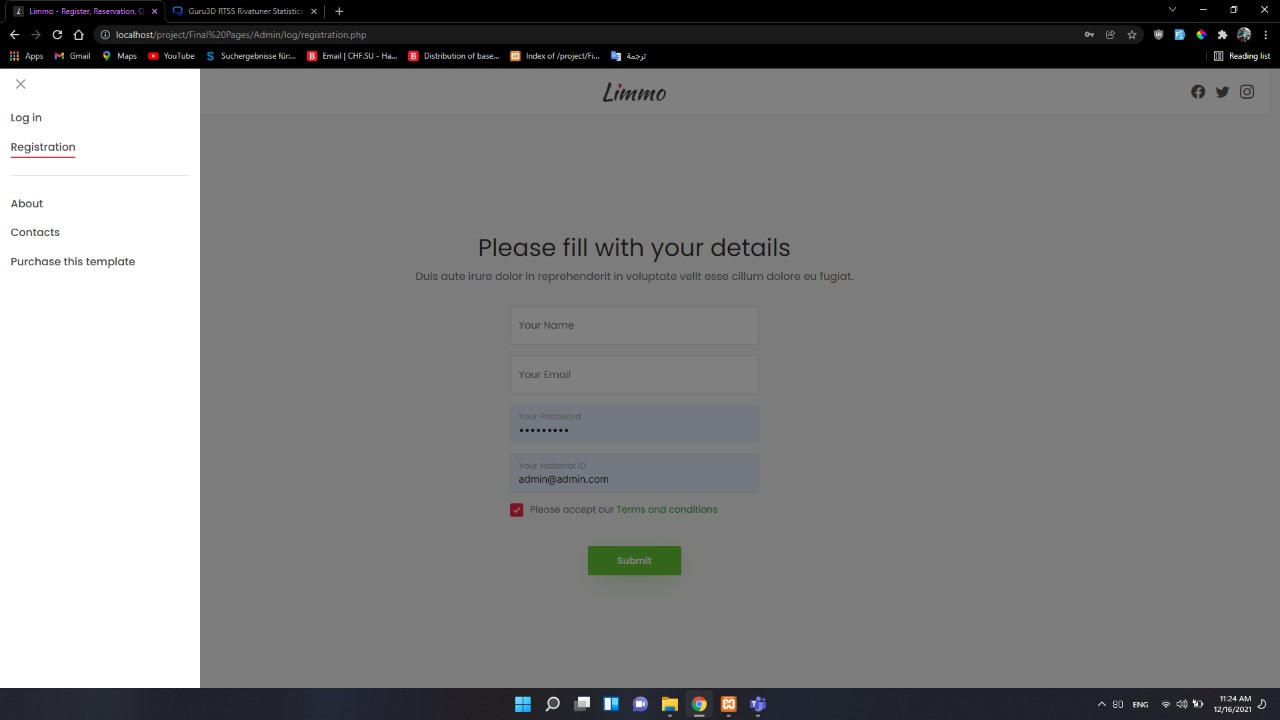 Limmo - Register, Reservation, Q
Guru3D RTSS Rivatuner Statistics
localhost/project/Final%20Pages/Admin/log/registration.php
Apps
Gmail
Maps
YouTube
Suchergebnisse für:...
Email | CHF.SU - Ha...
Distribution of base...
Index of /project/Fi...
ترجمة
Reading list
Limmo
Log in
Registration
About
Contacts
Purchase this template
Please fill with your details
Duis aute irure dolor in reprehenderit in voluptate velit esse cillum dolore eu fugiat.
Your Name
Your Email
Your Password
•••••••••
Your National ID
admin@admin.com
Please accept our Terms and conditions
Submit
ENG
11:24 AM
12/16/2021